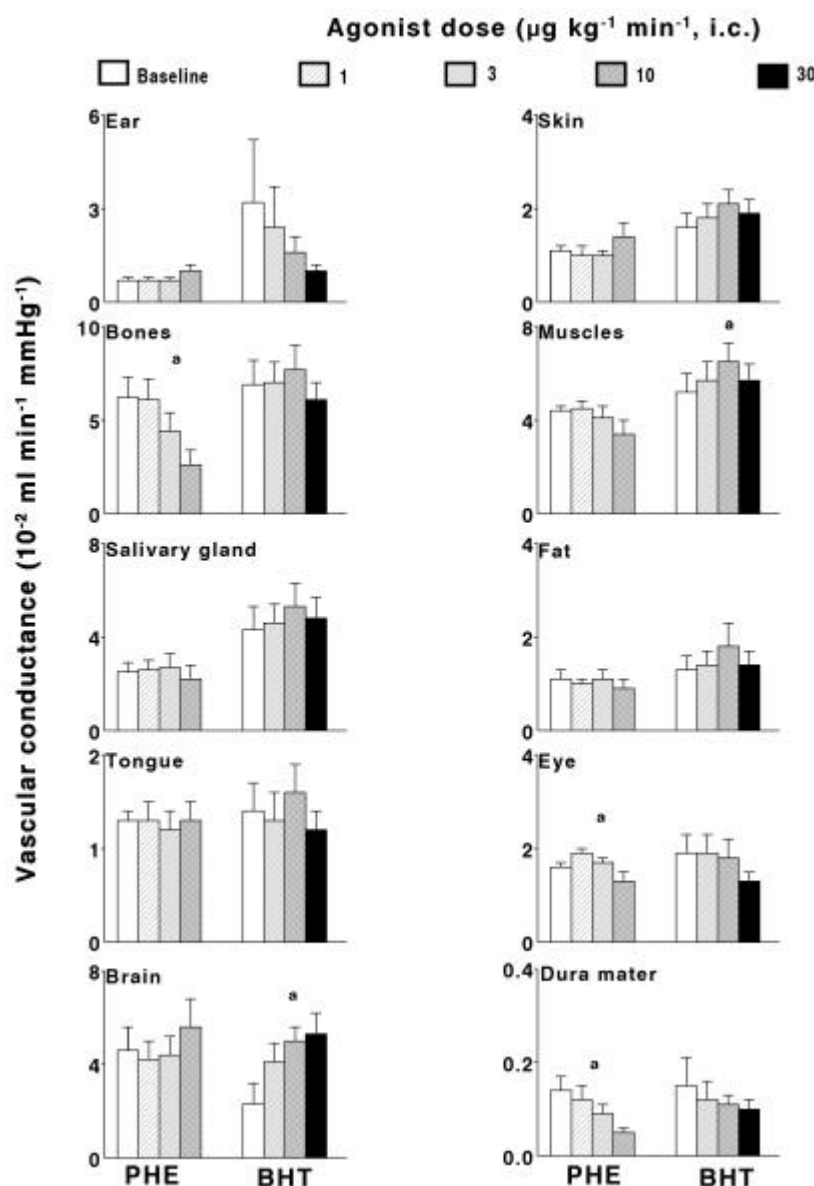 Agonist dose (µg kg⁻¹ min⁻¹, i.c.)
Baseline 1 3 10 30
Vascular conductance (10⁻² ml min⁻¹ mmHg⁻¹)
Ear
6
3
0
Skin
4
2
0
Bones
10
5
0
a
Muscles
8
4
0
a
Salivary gland
8
4
0
Fat
4
2
0
Tongue
2
1
0
Eye
4
2
0
a
Brain
8
4
0
a
PHE BHT
Dura mater
0.4
0.2
0.0
a
PHE BHT